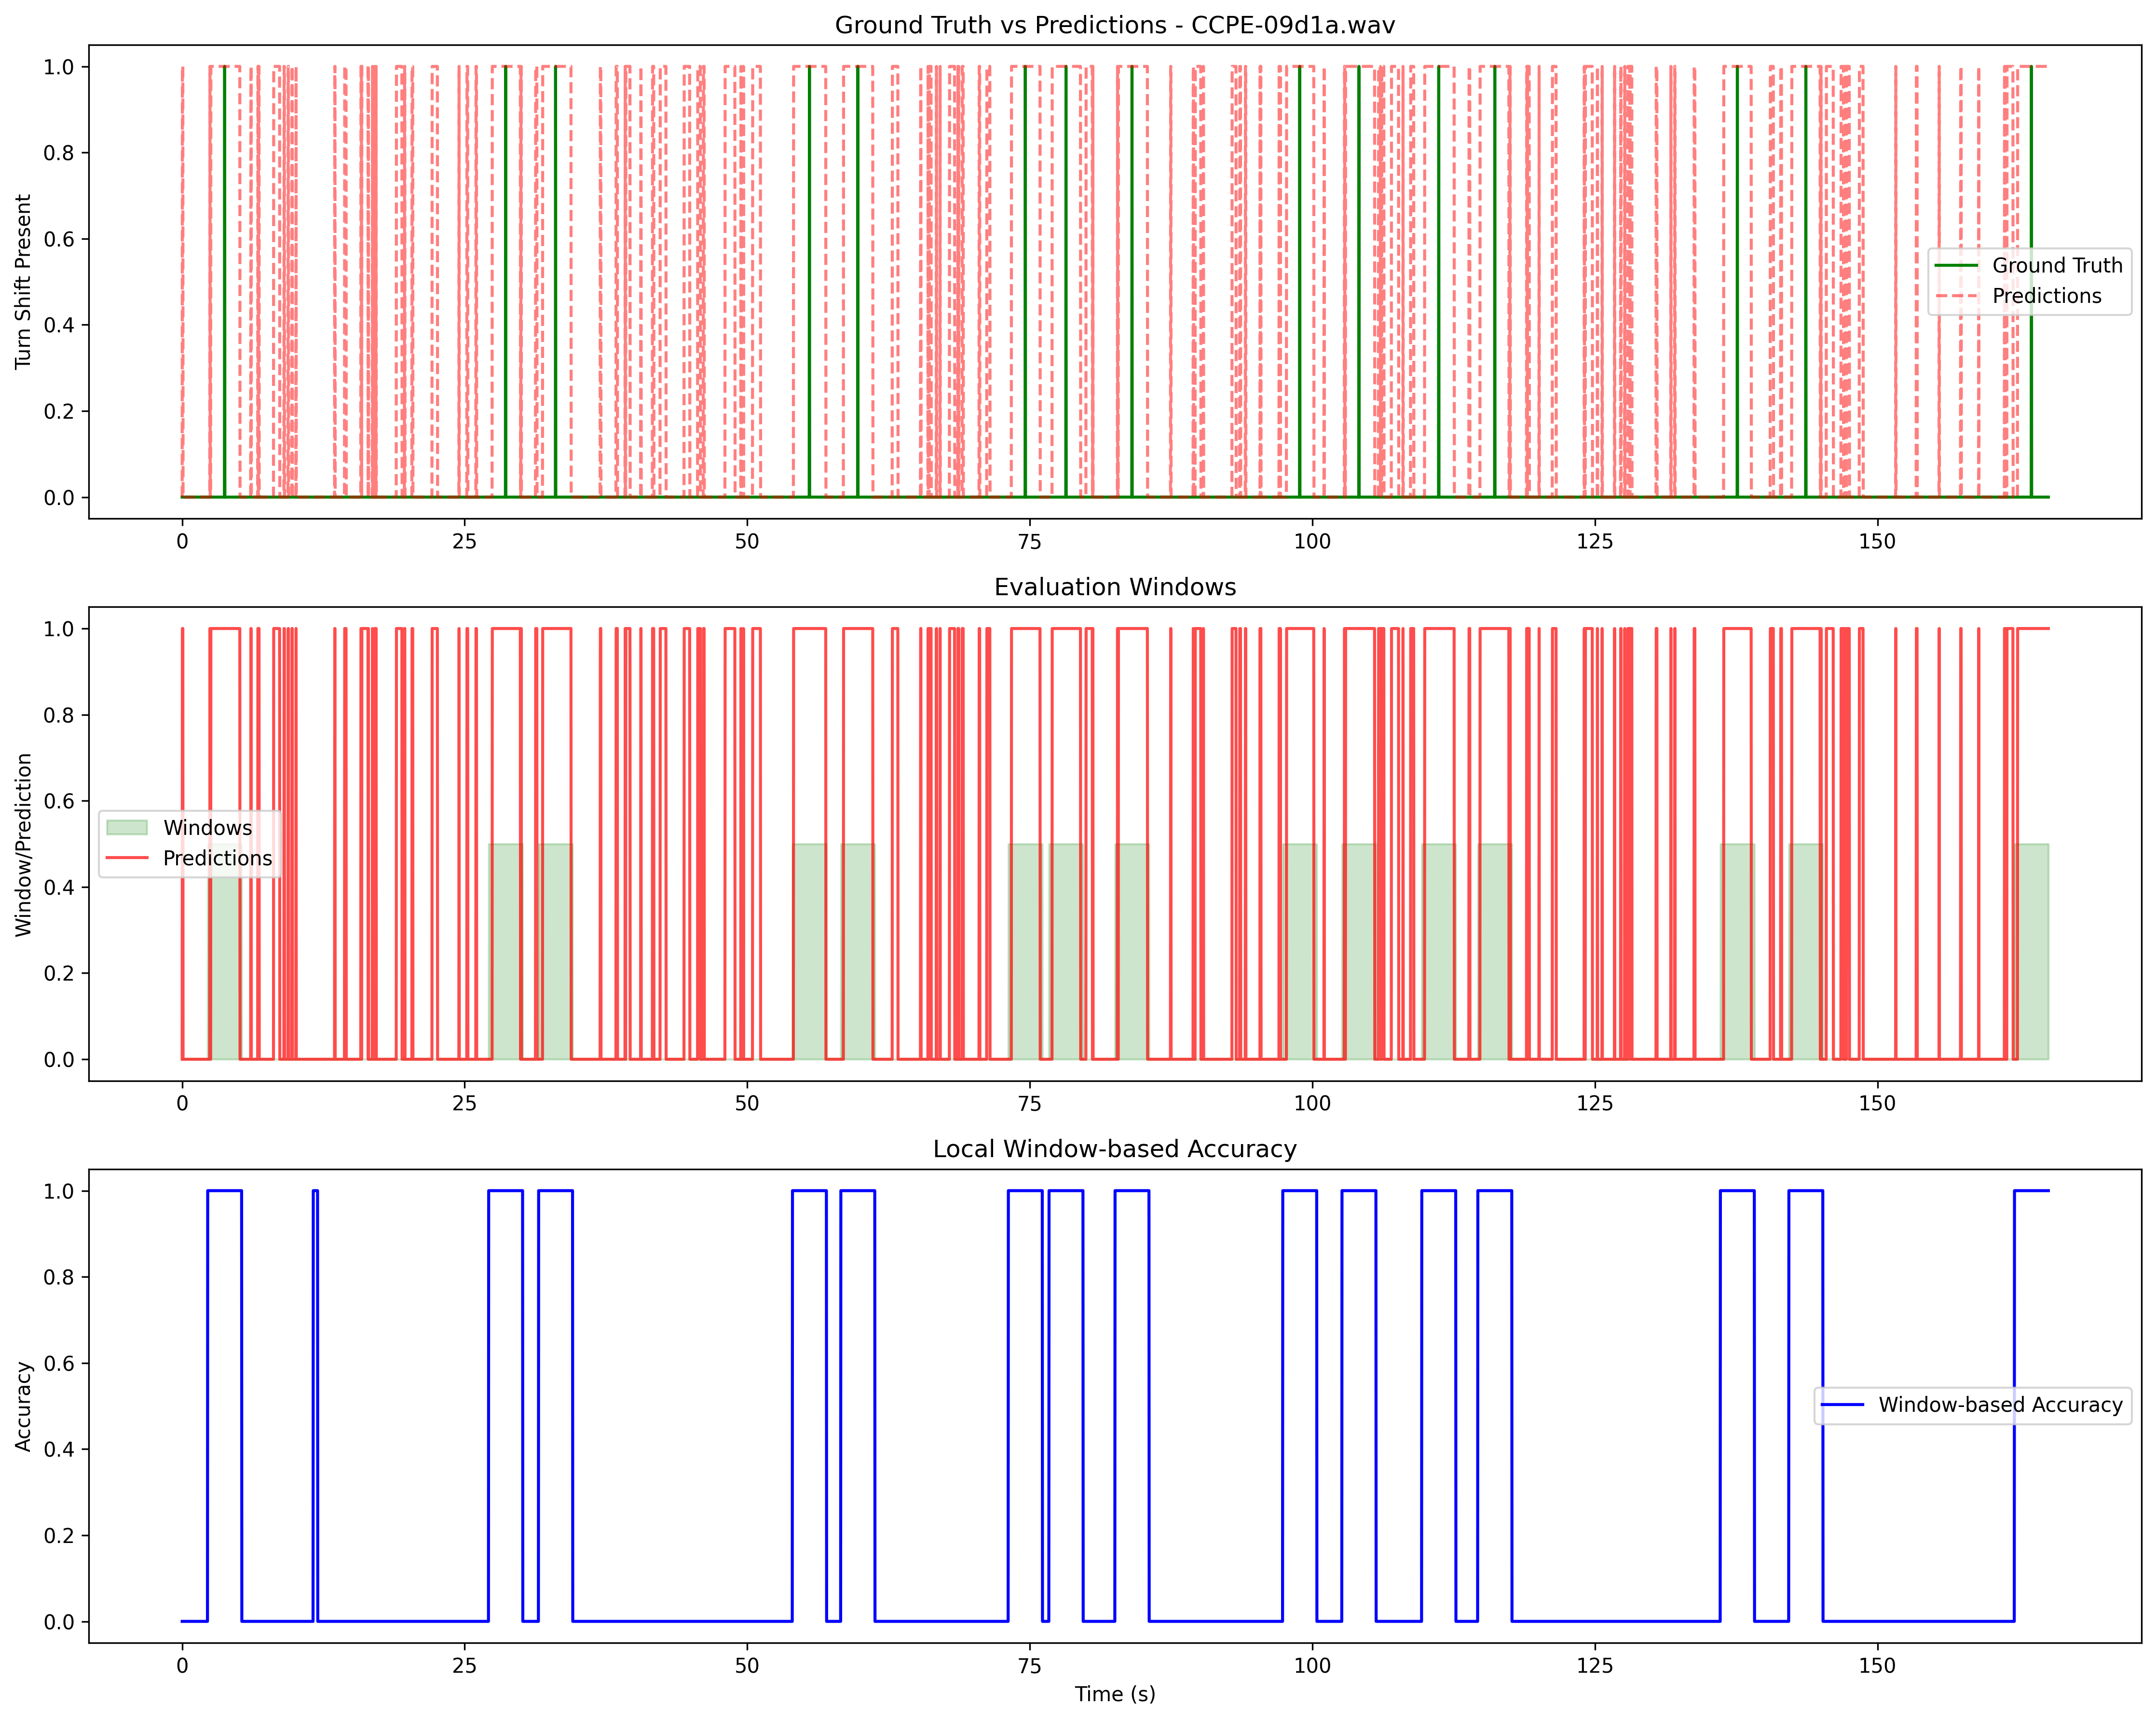 Ground Truth vs Predictions - CCPE-09d1a.wav
Turn Shift Present
1.0
0.8
0.6
0.4
0.2
0.0
Ground Truth
Predictions
0 25 50 75 100 125 150
Evaluation Windows
Window/Prediction
1.0
0.8
0.6
0.4
0.2
0.0
Windows
Predictions
0 25 50 75 100 125 150
Local Window-based Accuracy
Accuracy
1.0
0.8
0.6
0.4
0.2
0.0
Window-based Accuracy
0 25 50 75 100 125 150
Time (s)